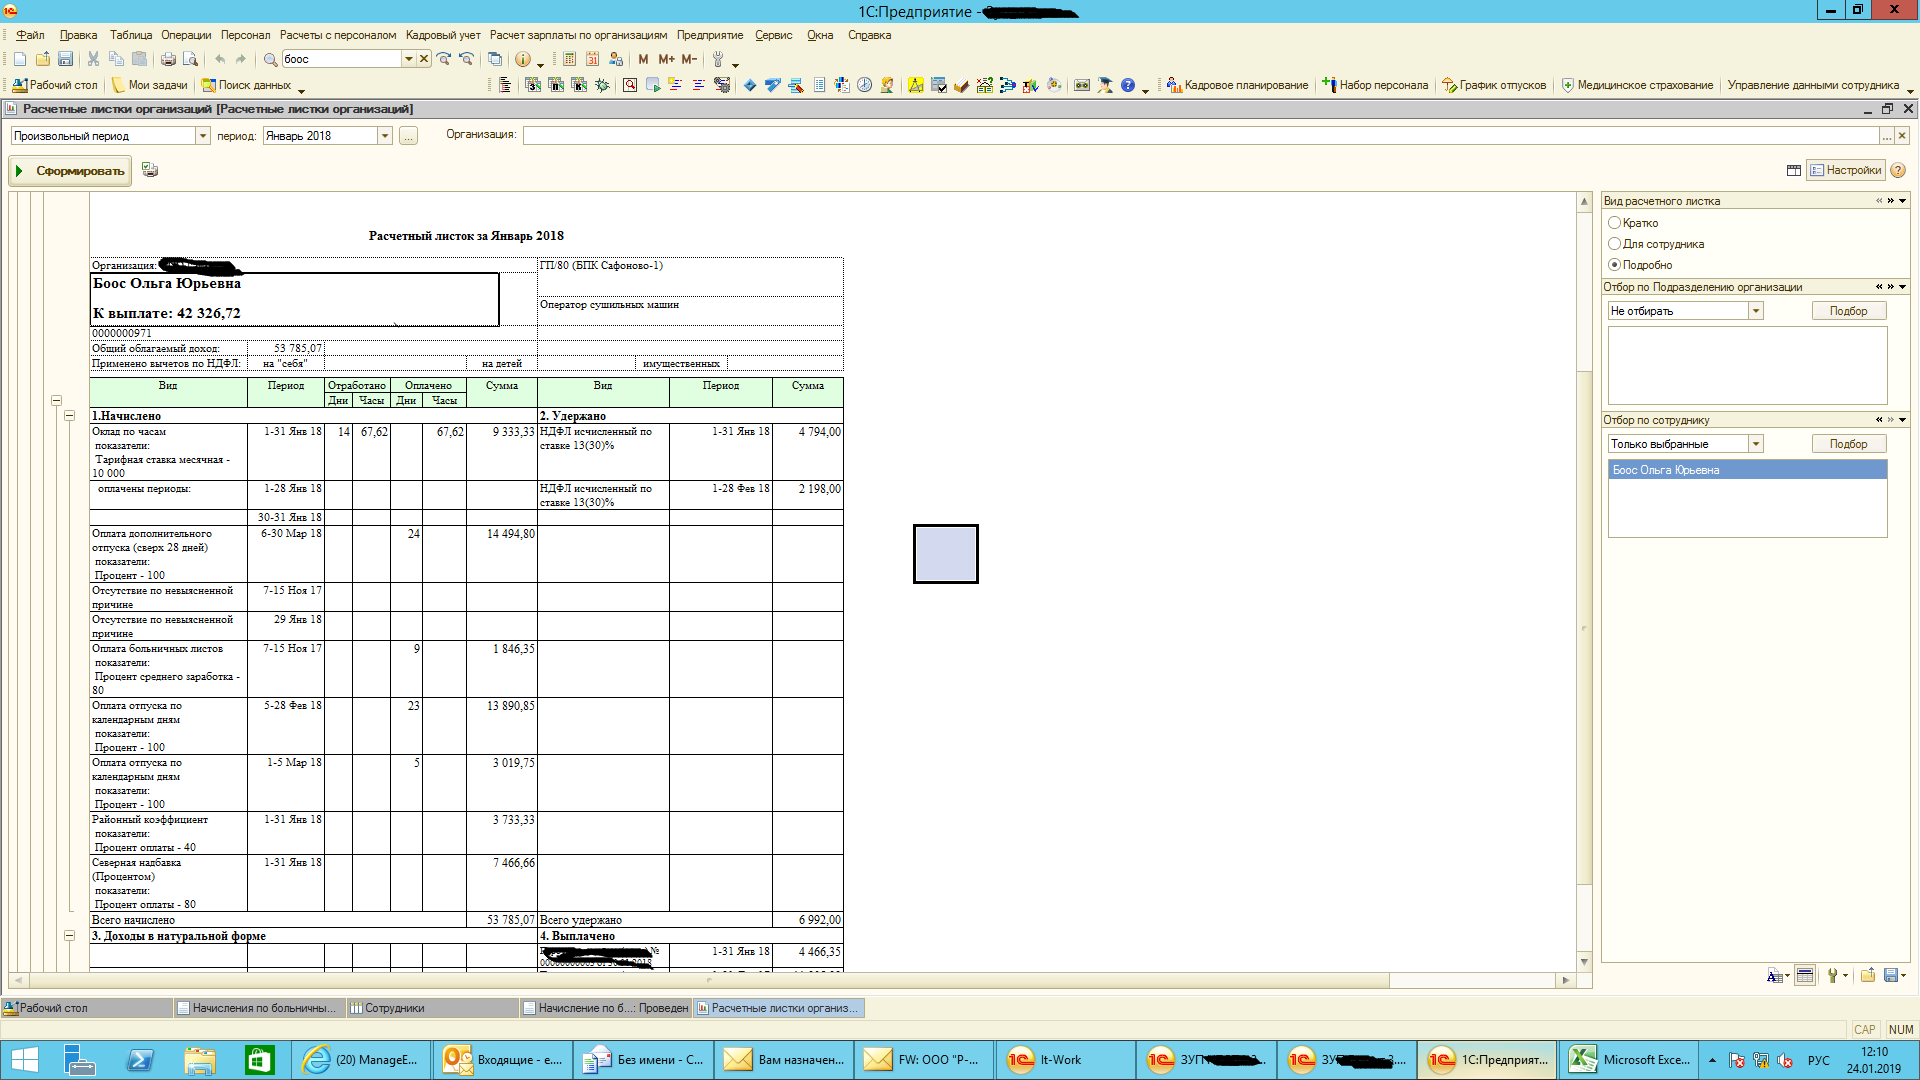 1С:Предприятие -
Файл Правка Таблица Операции Персонал Расчеты с персоналом Кадровый учет Расчет зарплаты по организациям Предприятие Сервис Окна Справка
боос
М М+ М-
Рабочий стол Мои задачи Поиск данных Кадровое планирование Набор персонала График отпусков Медицинское страхование Управление данными сотрудника
Расчетные листки организаций [Расчетные листки организаций]
Произвольный период период: Январь 2018 ... Организация: ...
Сформировать Настройки
Расчетный листок за Январь 2018
Организация: ГП/80 (БПК Сафоново-1)
Боос Ольга Юрьевна
Оператор сушильных машин
К выплате: 42 326,72
0000000971
Общий облагаемый доход: 53 785,07
Применено вычетов по НДФЛ: на "себя" на детей имущественных
Вид Период Отработано Оплачено Сумма Вид Период Сумма
Дни Часы Дни Часы
1.Начислено 2. Удержано
Оклад по часам 1-31 Янв 18 14 67,62 67,62 9 333,33 НДФЛ исчисленный по 1-31 Янв 18 4 794,00
показатели: ставке 13(30)%
Тарифная ставка месячная -
10 000
оплачены периоды: 1-28 Янв 18 НДФЛ исчисленный по 1-28 Фев 18 2 198,00
ставке 13(30)%
30-31 Янв 18
Оплата дополнительного 6-30 Мар 18 24 14 494,80
отпуска (сверх 28 дней)
показатели:
Процент - 100
Отсутствие по невыясненной 7-15 Ноя 17
причине
Отсутствие по невыясненной 29 Янв 18
причине
Оплата больничных листов 7-15 Ноя 17 9 1 846,35
показатели:
Процент среднего заработка -
80
Оплата отпуска по 5-28 Фев 18 23 13 890,85
календарным дням
показатели:
Процент - 100
Оплата отпуска по 1-5 Мар 18 5 3 019,75
календарным дням
показатели:
Процент - 100
Районный коэффициент 1-31 Янв 18 3 733,33
показатели:
Процент оплаты - 40
Северная надбавка 1-31 Янв 18 7 466,66
(Процентом)
показатели:
Процент оплаты - 80
Всего начислено 53 785,07 Всего удержано 6 992,00
3. Доходы в натуральной форме 4. Выплачено
№ 1-31 Янв 18 4 466,35
Вид расчетного листка
Кратко
Для сотрудника
Подробно
Отбор по Подразделению организации
Не отбирать Подбор
Отбор по сотруднику
Только выбранные Подбор
Боос Ольга Юрьевна
Рабочий стол Начисления по больничны... Сотрудники Начисление по б...: Проведен Расчетные листки организ...
CAP NUM
(20) ManageE... Входящие - e... Без имени - С... Вам назначен... FW: ООО "Р-... It-Work ЗУП 1С:Предприят... Microsoft Exce... РУС 12:10
24.01.2019